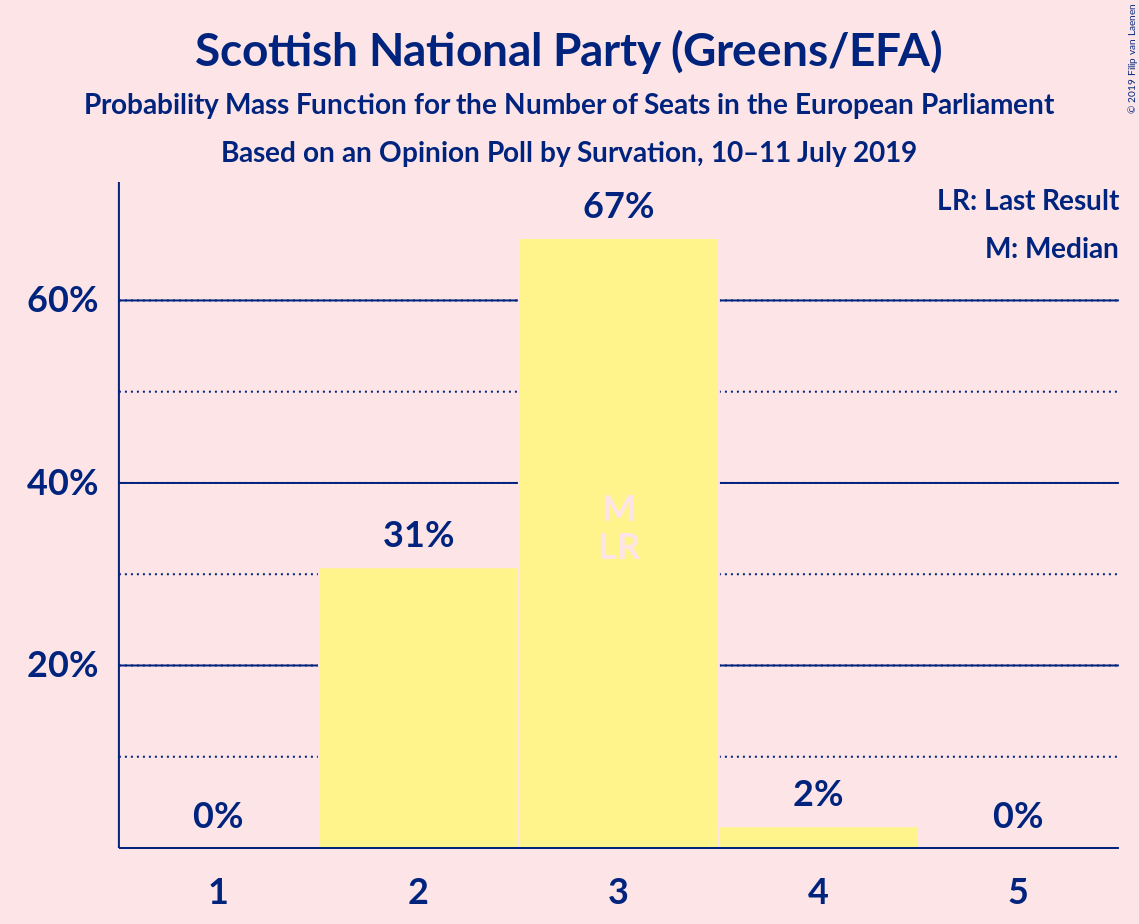 Scottish National Party (Greens/EFA)
Probability Mass Function for the Number of Seats in the European Parliament
Based on an Opinion Poll by Survation, 10–11 July 2019
© 2019 Filip van Laenen
LR: Last Result
M: Median
67%
60%
40%
31%
M
LR
20%
0%
2%
0%
1
2
3
4
5